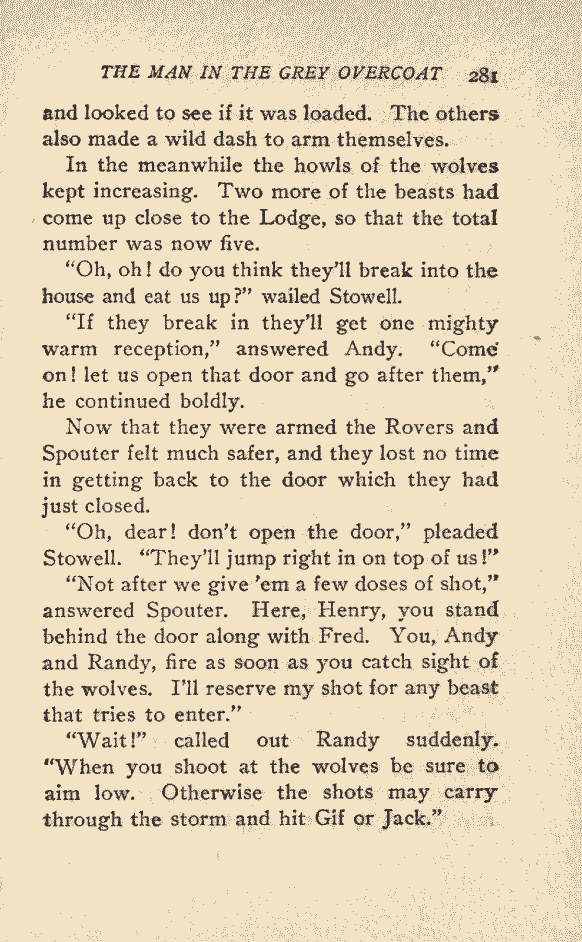 THE MAN IN THE GREY OVERCOAT 281
and looked to see if it was loaded. The others
also made a wild dash to arm themselves.
In the meanwhile the howls of the wolves
kept increasing. Two more of the beasts had
come up close to the Lodge, so that the total
number was now five.
"Oh, oh! do you think they'll break into the
house and eat us up?" wailed Stowell.
"If they break in they'll get one mighty
warm reception," answered Andy. "Come
on! let us open that door and go after them,"
he continued boldly.
Now that they were armed the Rovers and
Spouter felt much safer, and they lost no time
in getting back to the door which they had
just closed.
"Oh, dear! don't open the door," pleaded
Stowell. "They'll jump right in on top of us!"
"Not after we give 'em a few doses of shot,"
answered Spouter. Here, Henry, you stand
behind the door along with Fred. You, Andy
and Randy, fire as soon as you catch sight of
the wolves. I'll reserve my shot for any beast
that tries to enter."
"Wait!" called out Randy suddenly.
"When you shoot at the wolves be sure to
aim low. Otherwise the shots may carry
through the storm and hit Gif or Jack."